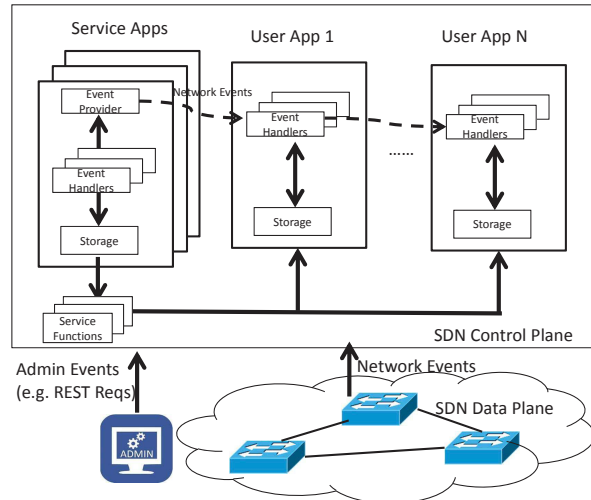 Service Apps
User App 1
User App N
Event
Provider
Network Events
Event
Handlers
Event
Handlers
Event
Handlers
......
Storage
Storage
Storage
Service
Functions
SDN Control Plane
Admin Events
(e.g. REST Reqs)
Network Events
SDN Data Plane
ADMIN